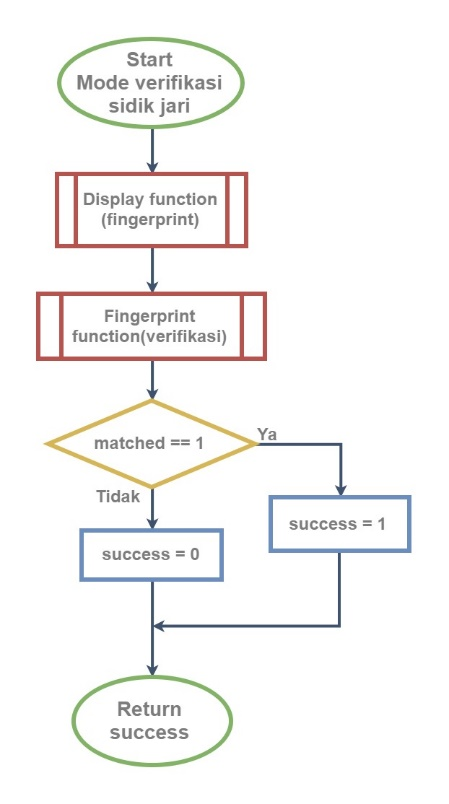 Start
Mode verifikasi
sidik jari
Display function
(fingerprint)
Fingerprint
function(verifikasi)
matched == 1
Ya
Tidak
success = 1
success = 0
Return
success